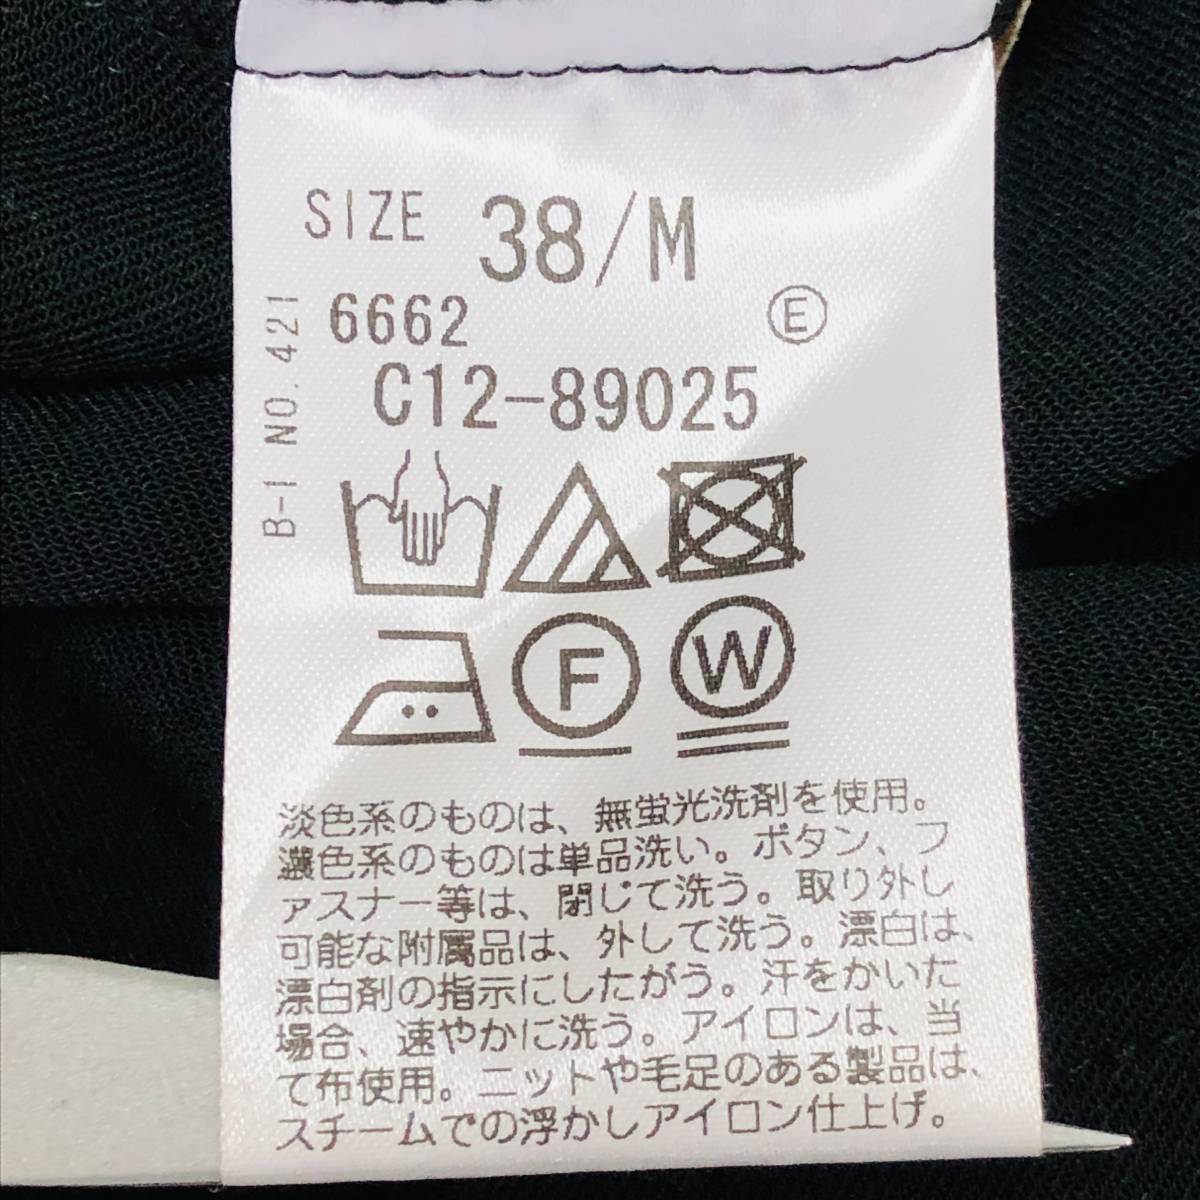 SIZE 38/M
6662
E
C12-89025
B-1 NO.421
F
W
淡色系のものは、無蛍光洗剤を使用。
濃色系のものは単品洗い。ボタン、フ
ァスナー等は、閉じて洗う。取り外し
可能な附属品は、外して洗う。漂白は、
漂白剤の指示にしたがう。汗をかいた
場合、速やかに洗う。アイロンは、当
て布使用。ニットや毛足のある製品は、
スチームでの浮かしアイロン仕上げ。